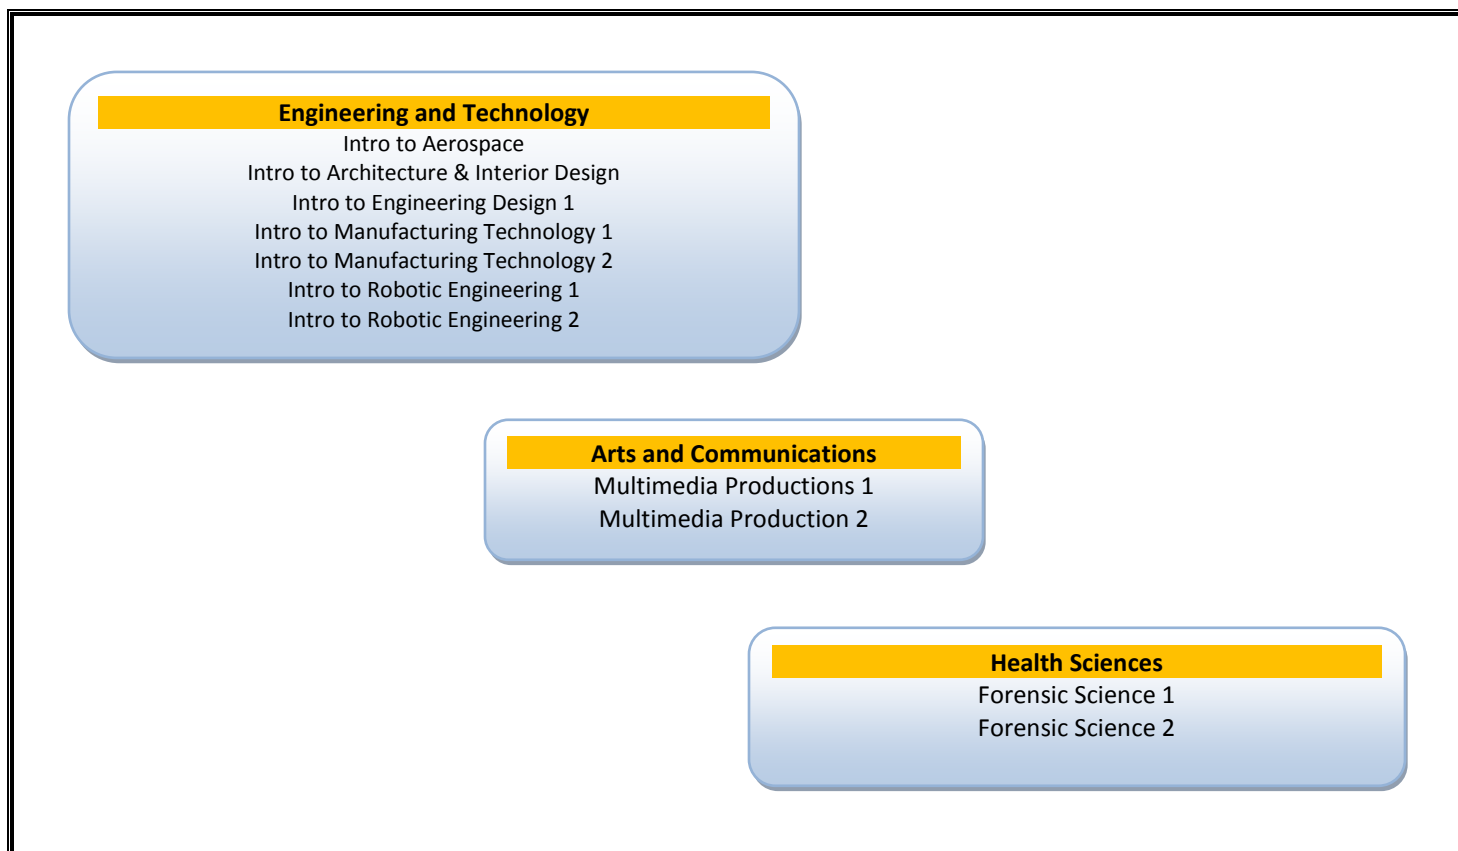 Engineering and Technology
Intro to Aerospace
Intro to Architecture & Interior Design
Intro to Engineering Design 1
Intro to Manufacturing Technology 1
Intro to Manufacturing Technology 2
Intro to Robotic Engineering 1
Intro to Robotic Engineering 2
Arts and Communications
Multimedia Productions 1
Multimedia Production 2
Health Sciences
Forensic Science 1
Forensic Science 2